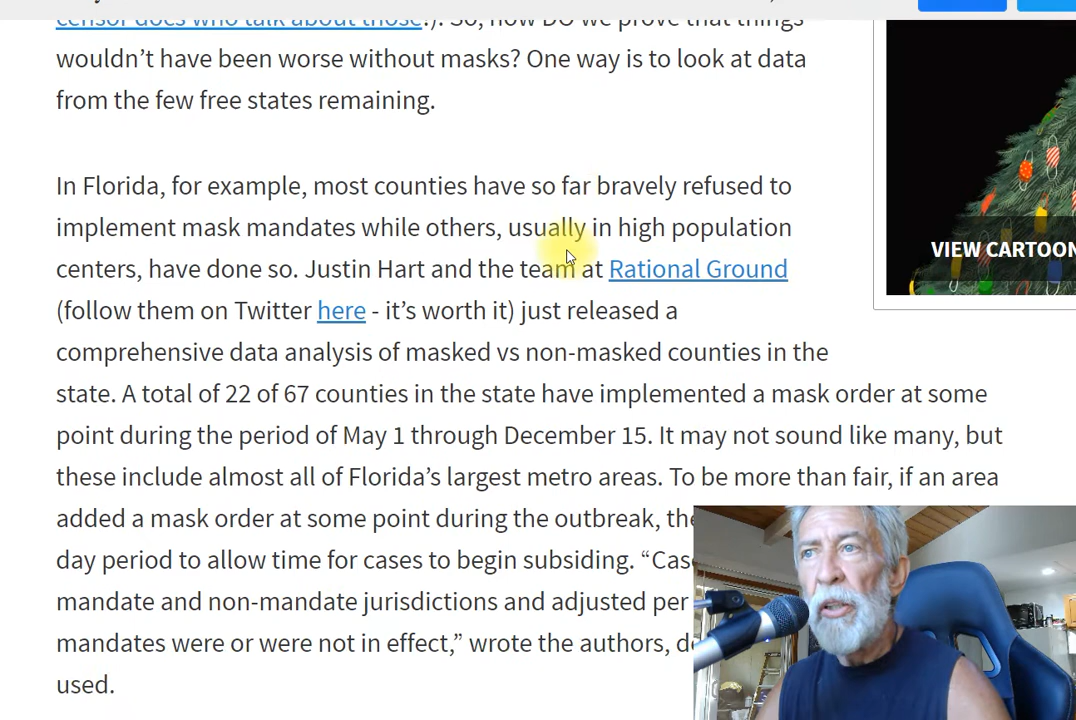 censor does who talk about those!). So, how DO we prove that things
wouldn’t have been worse without masks? One way is to look at data
from the few free states remaining.
In Florida, for example, most counties have so far bravely refused to
implement mask mandates while others, usually in high population
centers, have done so. Justin Hart and the team at Rational Ground
(follow them on Twitter here - it’s worth it) just released a
comprehensive data analysis of masked vs non-masked counties in the
state. A total of 22 of 67 counties in the state have implemented a mask order at some
point during the period of May 1 through December 15. It may not sound like many, but
these include almost all of Florida’s largest metro areas. To be more than fair, if an area
added a mask order at some point during the outbreak,
day period to allow time for cases to begin subsiding.
mandate and non-mandate jurisdictions and adjusted per
mandates were or were not in effect,” wrote the authors,
used.
VIEW CARTOON